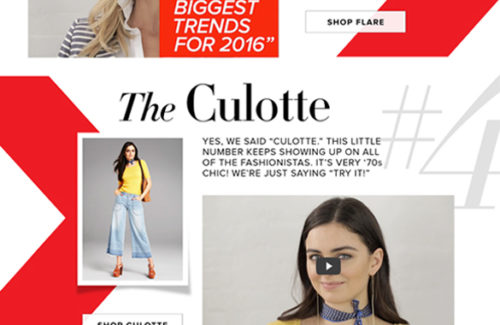 BIGGEST
TRENDS
FOR 2016”
SHOP FLARE
The Culotte
#4
YES, WE SAID “CULOTTE.” THIS LITTLE
NUMBER KEEPS SHOWING UP ON ALL
OF THE FASHIONISTAS. IT’S VERY ’70s
CHIC! WE’RE JUST SAYING “TRY IT!”
SHOP CULOTTE